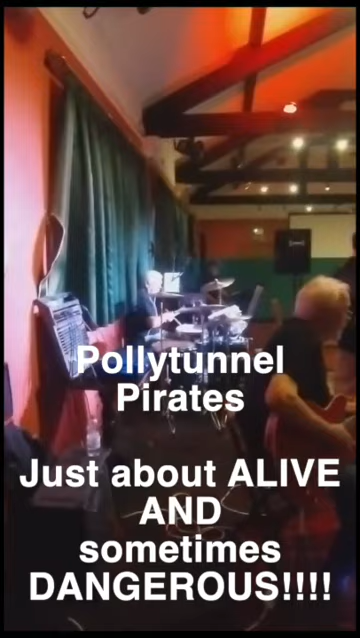 Pollytunnel
Pirates
Just about ALIVE
AND
sometimes
DANGEROUS!!!!